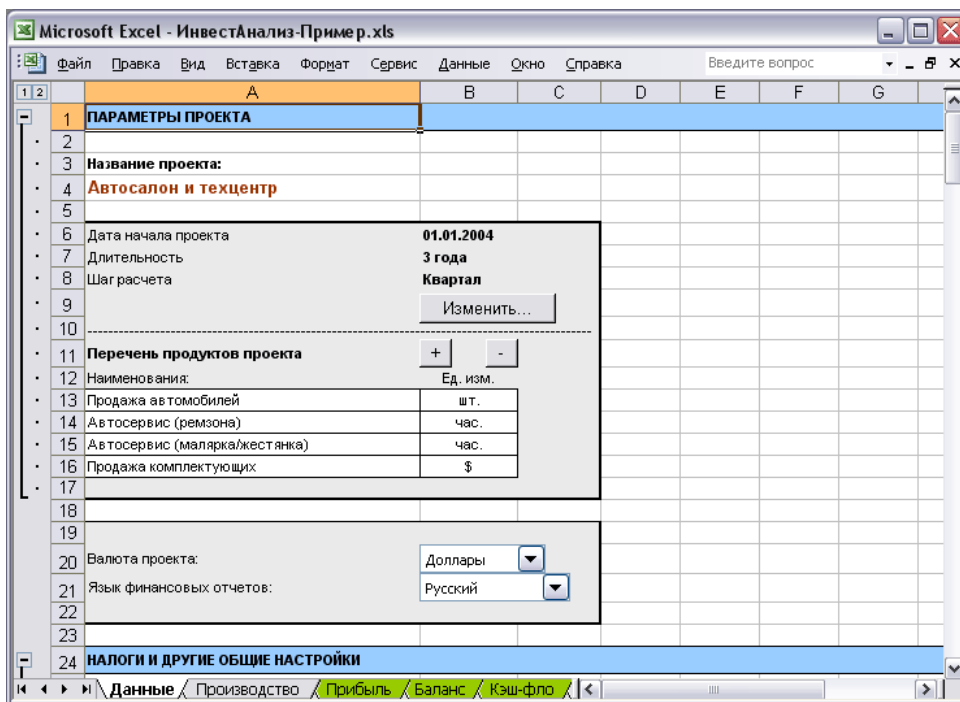 Microsoft Excel - ИнвестАнализ-Пример.xls
Файл Правка Вид Вставка Формат Сервис Данные Окно Справка Введите вопрос
1 2 A B C D E F G
1 ПАРАМЕТРЫ ПРОЕКТА
2
3 Название проекта:
4 Автосалон и техцентр
5
6 Дата начала проекта 01.01.2004
7 Длительность 3 года
8 Шаг расчета Квартал
9 Изменить...
10
11 Перечень продуктов проекта + -
12 Наименования: Ед. изм.
13 Продажа автомобилей шт.
14 Автосервис (ремзона) час.
15 Автосервис (малярка/жестянка) час.
16 Продажа комплектующих $
17
18
19
20 Валюта проекта: Доллары
21 Язык финансовых отчетов: Русский
22
23
24 НАЛОГИ И ДРУГИЕ ОБЩИЕ НАСТРОЙКИ
Данные Производство Прибыль Баланс Кэш-фло